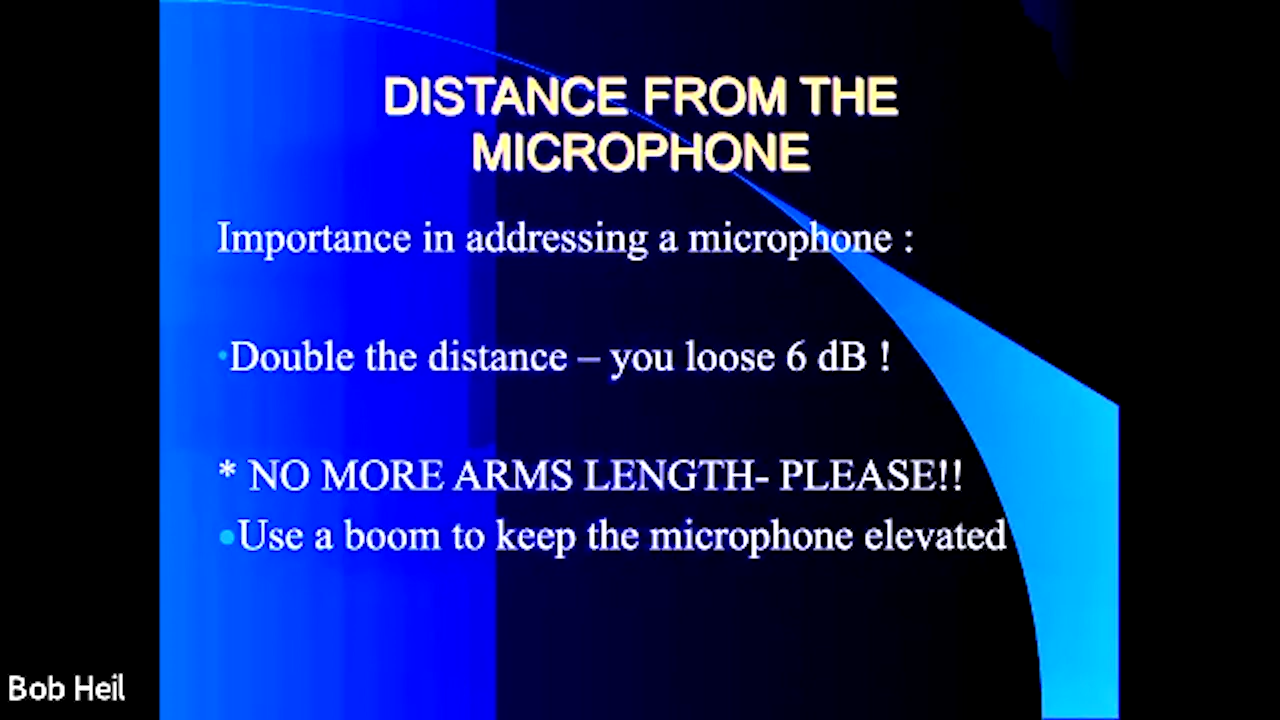 DISTANCE FROM THE
MICROPHONE
Importance in addressing a microphone :
•Double the distance – you loose 6 dB !
* NO MORE ARMS LENGTH- PLEASE!!
•Use a boom to keep the microphone elevated
Bob Heil